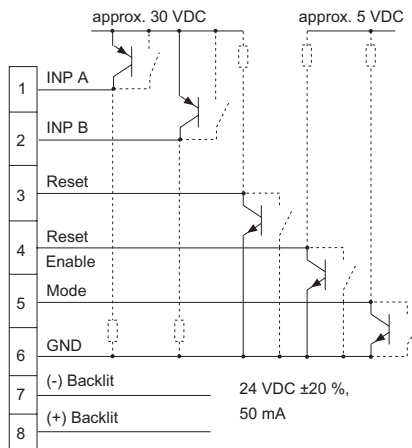 approx. 30 VDC
approx. 5 VDC
1 INP A
2 INP B
3 Reset
4 Reset
Enable
5 Mode
6 GND
7 (-) Backlit
8 (+) Backlit
24 VDC ±20 %,
50 mA